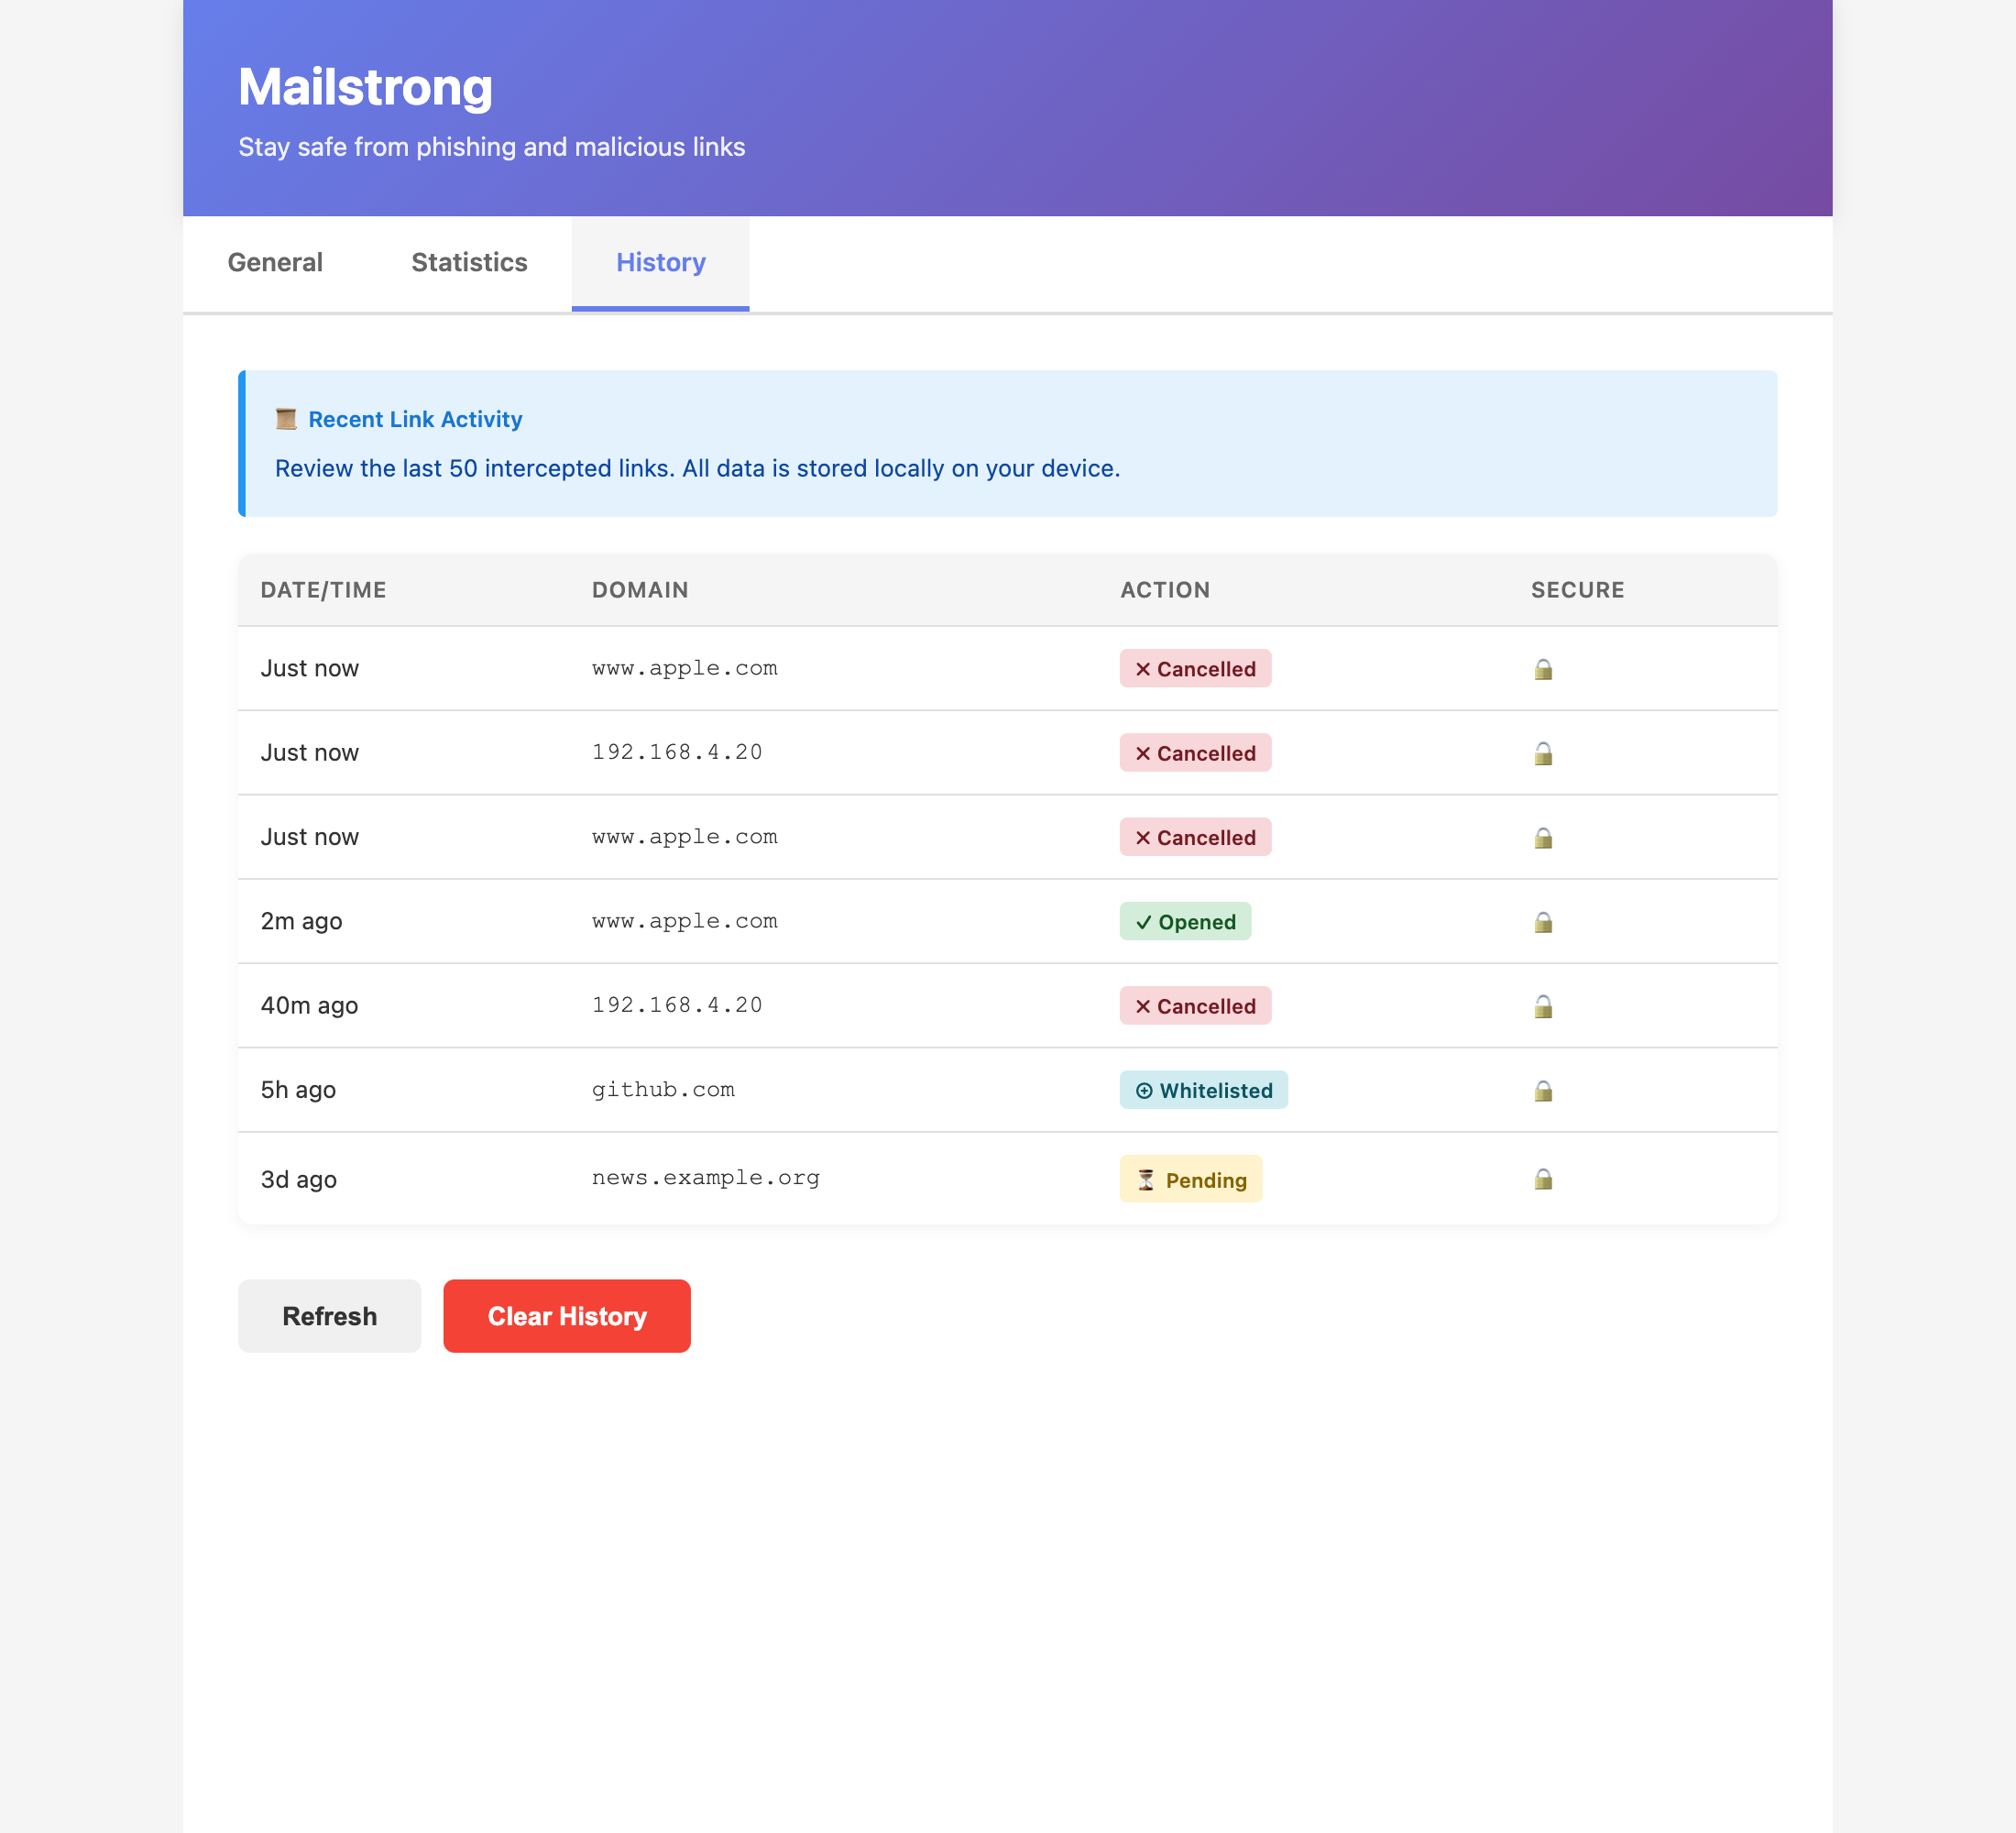 Mailstrong
Stay safe from phishing and malicious links
General Statistics History
📜 Recent Link Activity
Review the last 50 intercepted links. All data is stored locally on your device.
DATE/TIME DOMAIN ACTION SECURE
Just now www.apple.com ✕ Cancelled 🔒
Just now 192.168.4.20 ✕ Cancelled 🔓
Just now www.apple.com ✕ Cancelled 🔒
2m ago www.apple.com ✓ Opened 🔒
40m ago 192.168.4.20 ✕ Cancelled 🔓
5h ago github.com ⊕ Whitelisted 🔒
3d ago news.example.org ⏳ Pending 🔒
Refresh Clear History